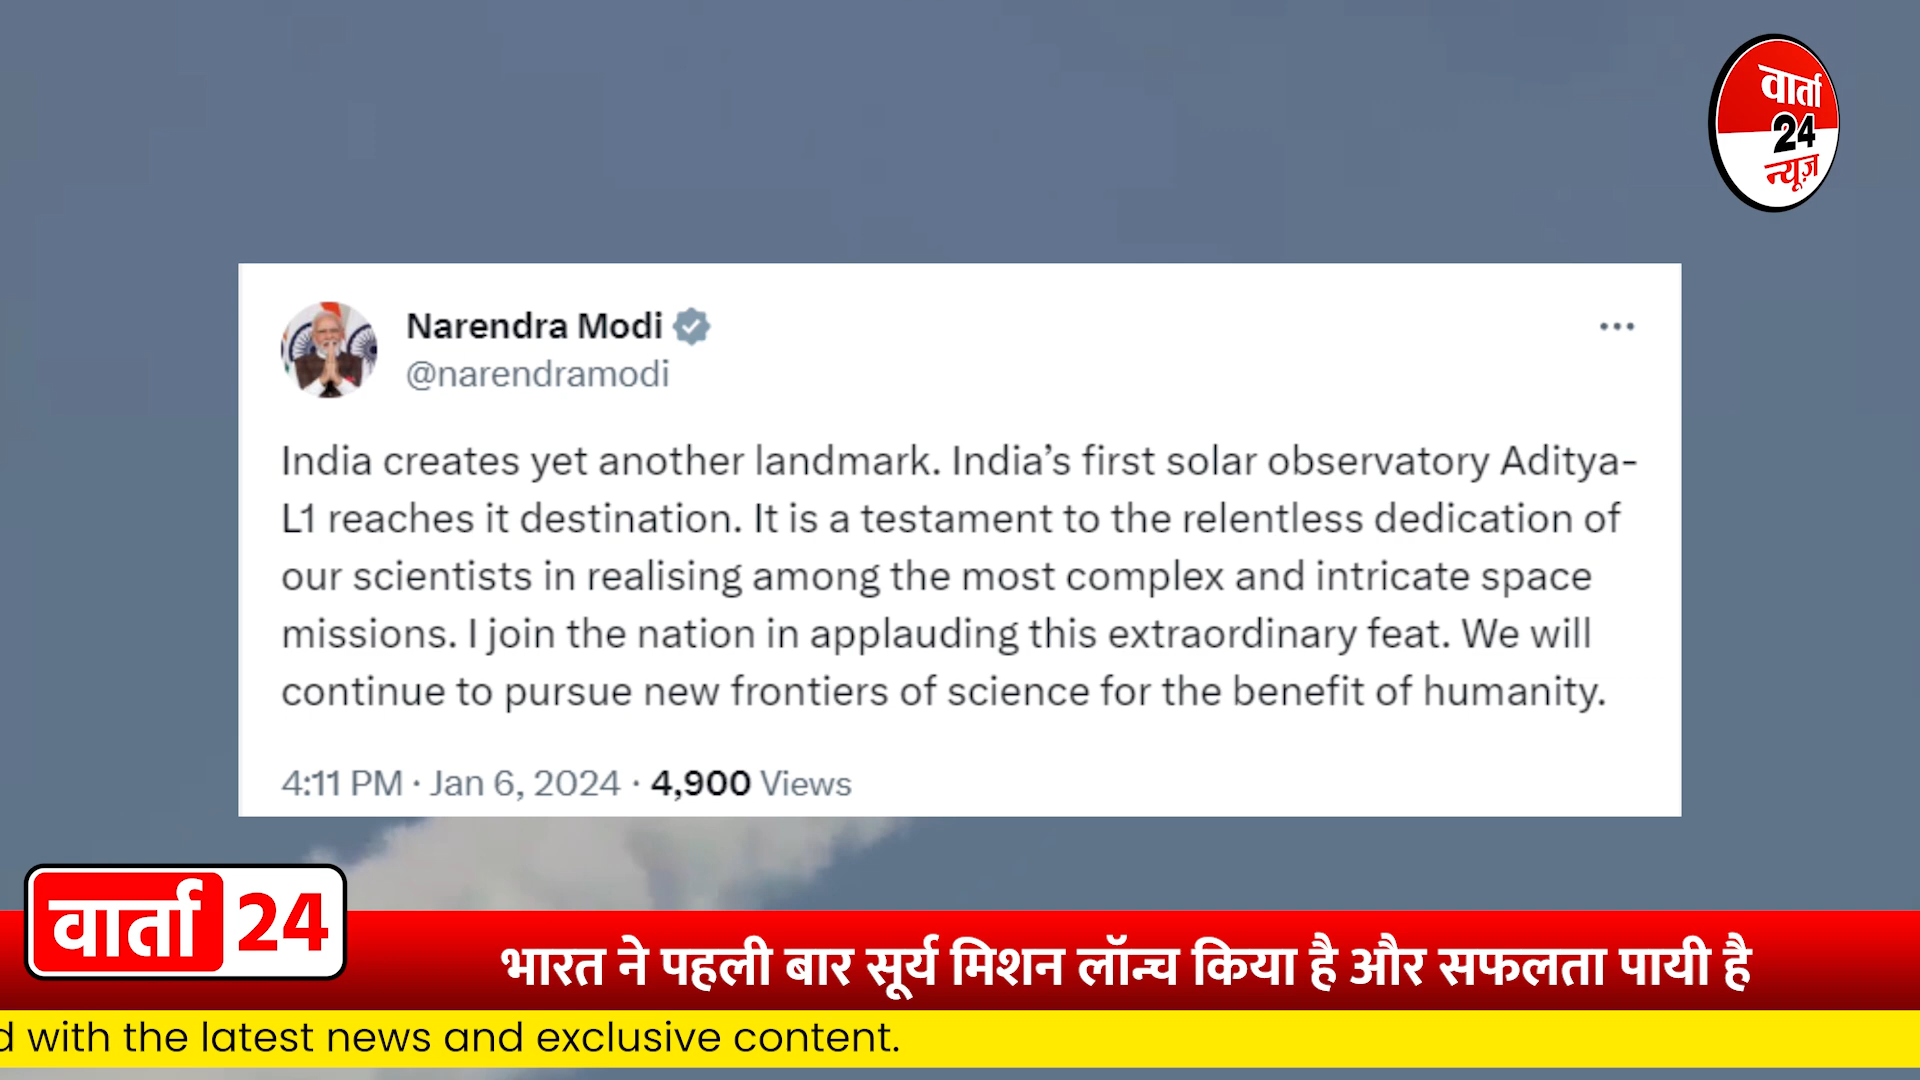 वार्ता
24
न्यूज़
Narendra Modi
@narendramodi
India creates yet another landmark. India’s first solar observatory Aditya-
L1 reaches it destination. It is a testament to the relentless dedication of
our scientists in realising among the most complex and intricate space
missions. I join the nation in applauding this extraordinary feat. We will
continue to pursue new frontiers of science for the benefit of humanity.
4:11 PM · Jan 6, 2024 · 4,900 Views
वार्ता 24
भारत ने पहली बार सूर्य मिशन लॉन्च किया है और सफलता पायी है
with the latest news and exclusive content.